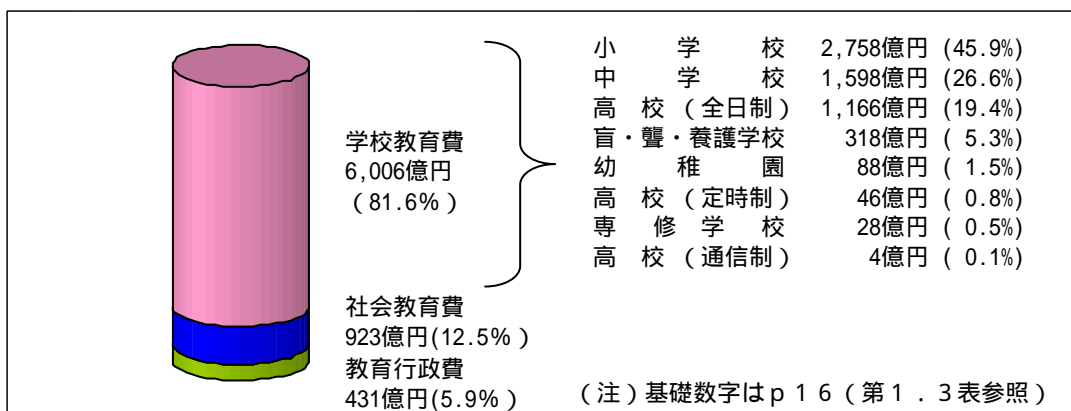 学校教育費
6,006億円
(81.6%)
小学校 2,758億円 (45.9%)
中学校 1,598億円 (26.6%)
高校(全日制) 1,166億円 (19.4%)
盲・聾・養護学校 318億円 ( 5.3%)
幼稚園 88億円 ( 1.5%)
高校(定時制) 46億円 ( 0.8%)
専修学校 28億円 ( 0.5%)
高校(通信制) 4億円 ( 0.1%)
社会教育費
923億円(12.5%)
教育行政費
431億円(5.9%)
(注)基礎数字はp16(第1.3表参照)